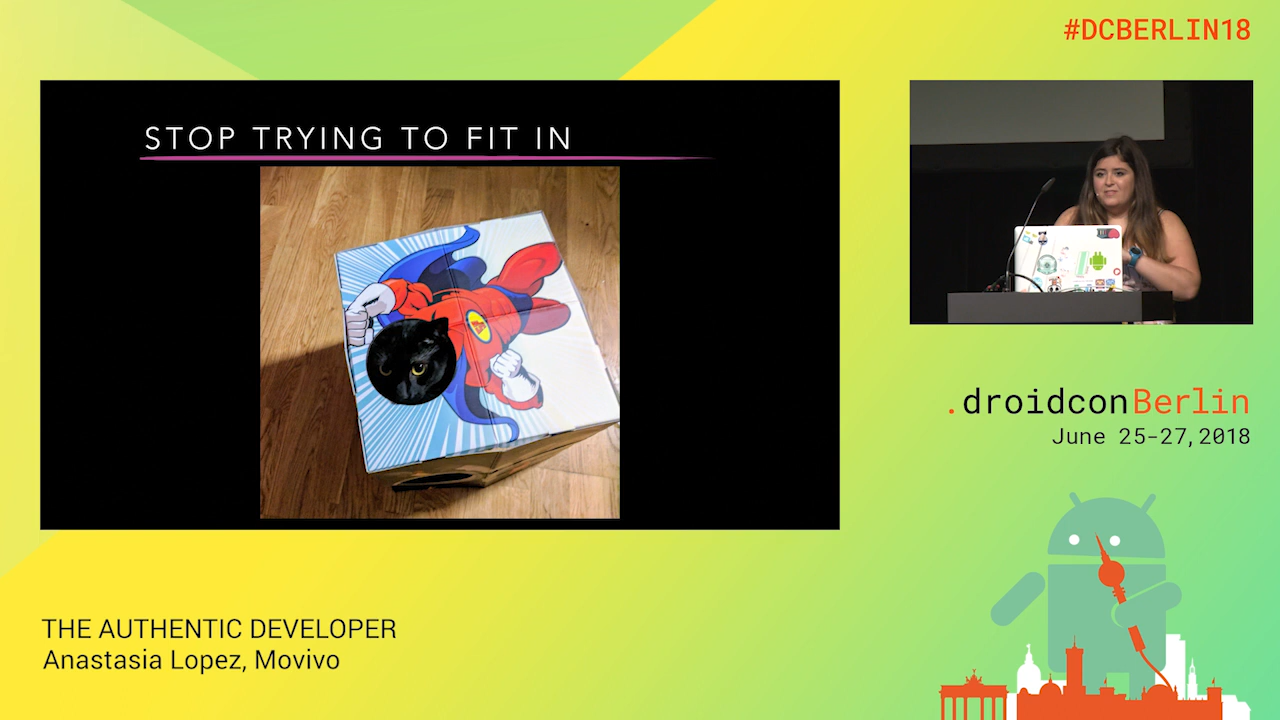 #DCBERLIN18
STOP TRYING TO FIT IN
.droidconBerlin
June 25-27, 2018
THE AUTHENTIC DEVELOPER
Anastasia Lopez, Movivo